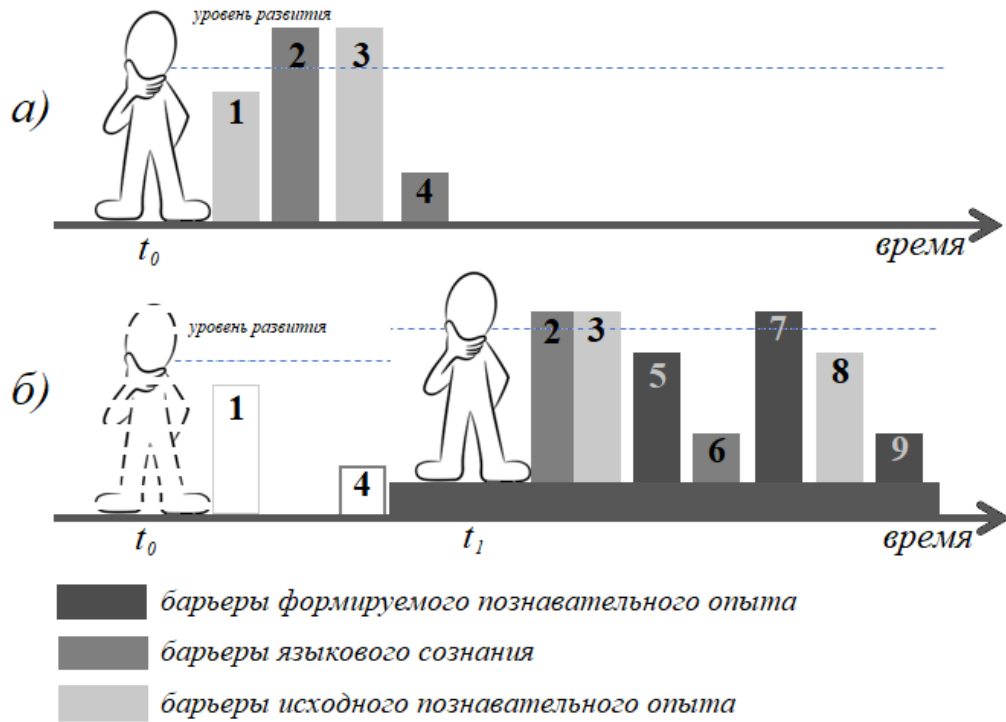 уровень развития
а)
1
2
3
4
t0
время
уровень развития
б)
1
4
2
3
5
6
7
8
9
t0
t1
время
барьеры формируемого познавательного опыта
барьеры языкового сознания
барьеры исходного познавательного опыта